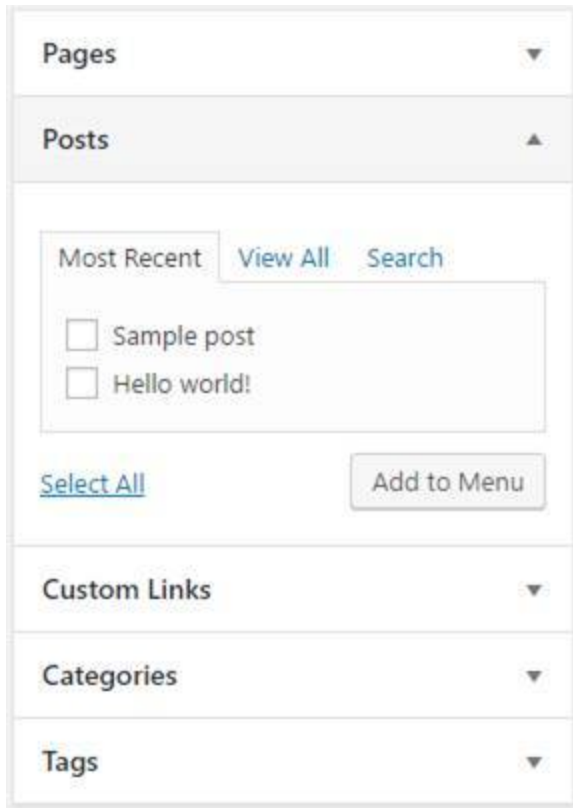 Pages
Posts
Most Recent View All Search
Sample post
Hello world!
Select All Add to Menu
Custom Links
Categories
Tags